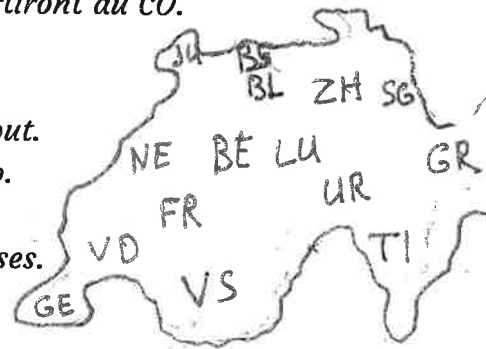 rtiront au CO.
JU BS
BL ZH SG
out.
NE BE LU GR
o.
UR
FR
VD TI
ses.
GE VS